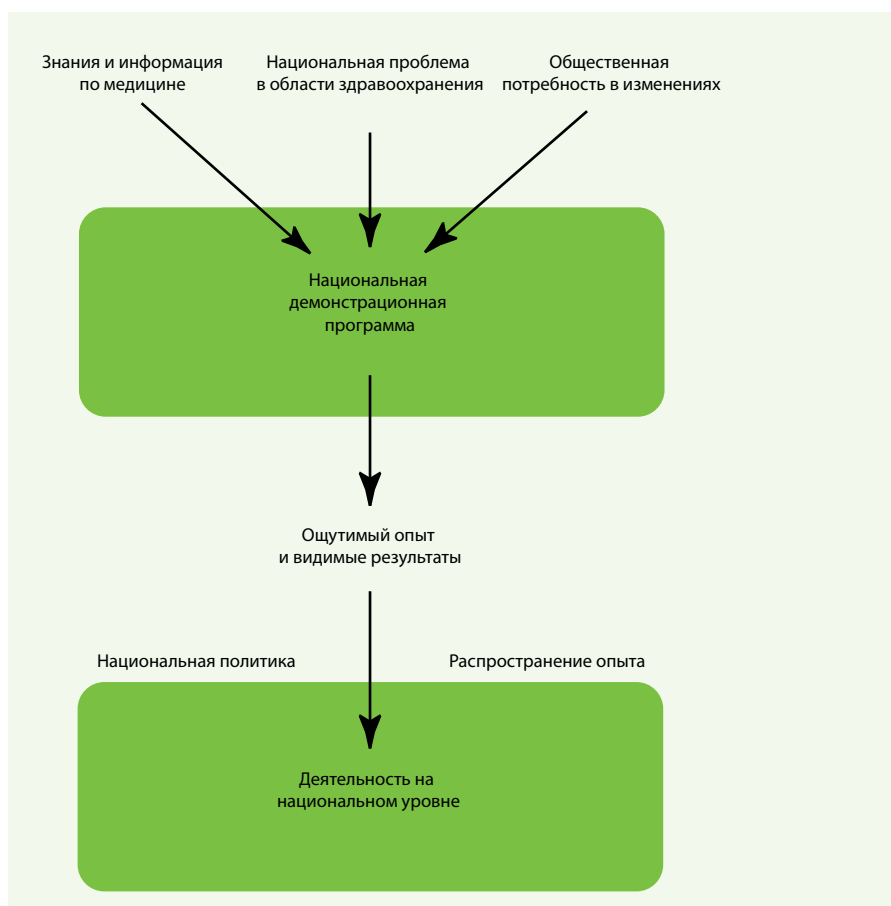 Знания и информация
по медицине
Национальная проблема
в области здравоохранения
Общественная
потребность в изменениях
Национальная
демонстрационная
программа
Ощутимый опыт
и видимые результаты
Национальная политика
Распространение опыта
Деятельность на
национальном уровне